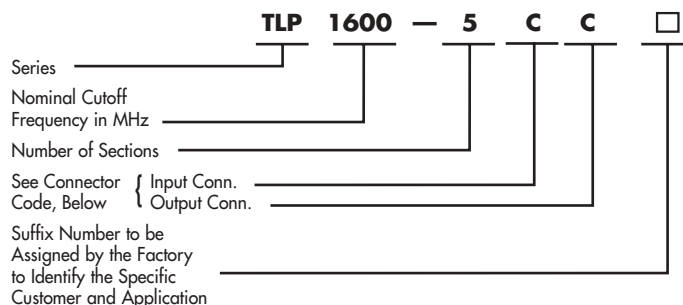 TLP 1600 — 5 C C □
Series
Nominal Cutoff
Frequency in MHz
Number of Sections
See Connector { Input Conn.
Code, Below Output Conn.
Suffix Number to be
Assigned by the Factory
to Identify the Specific
Customer and Application